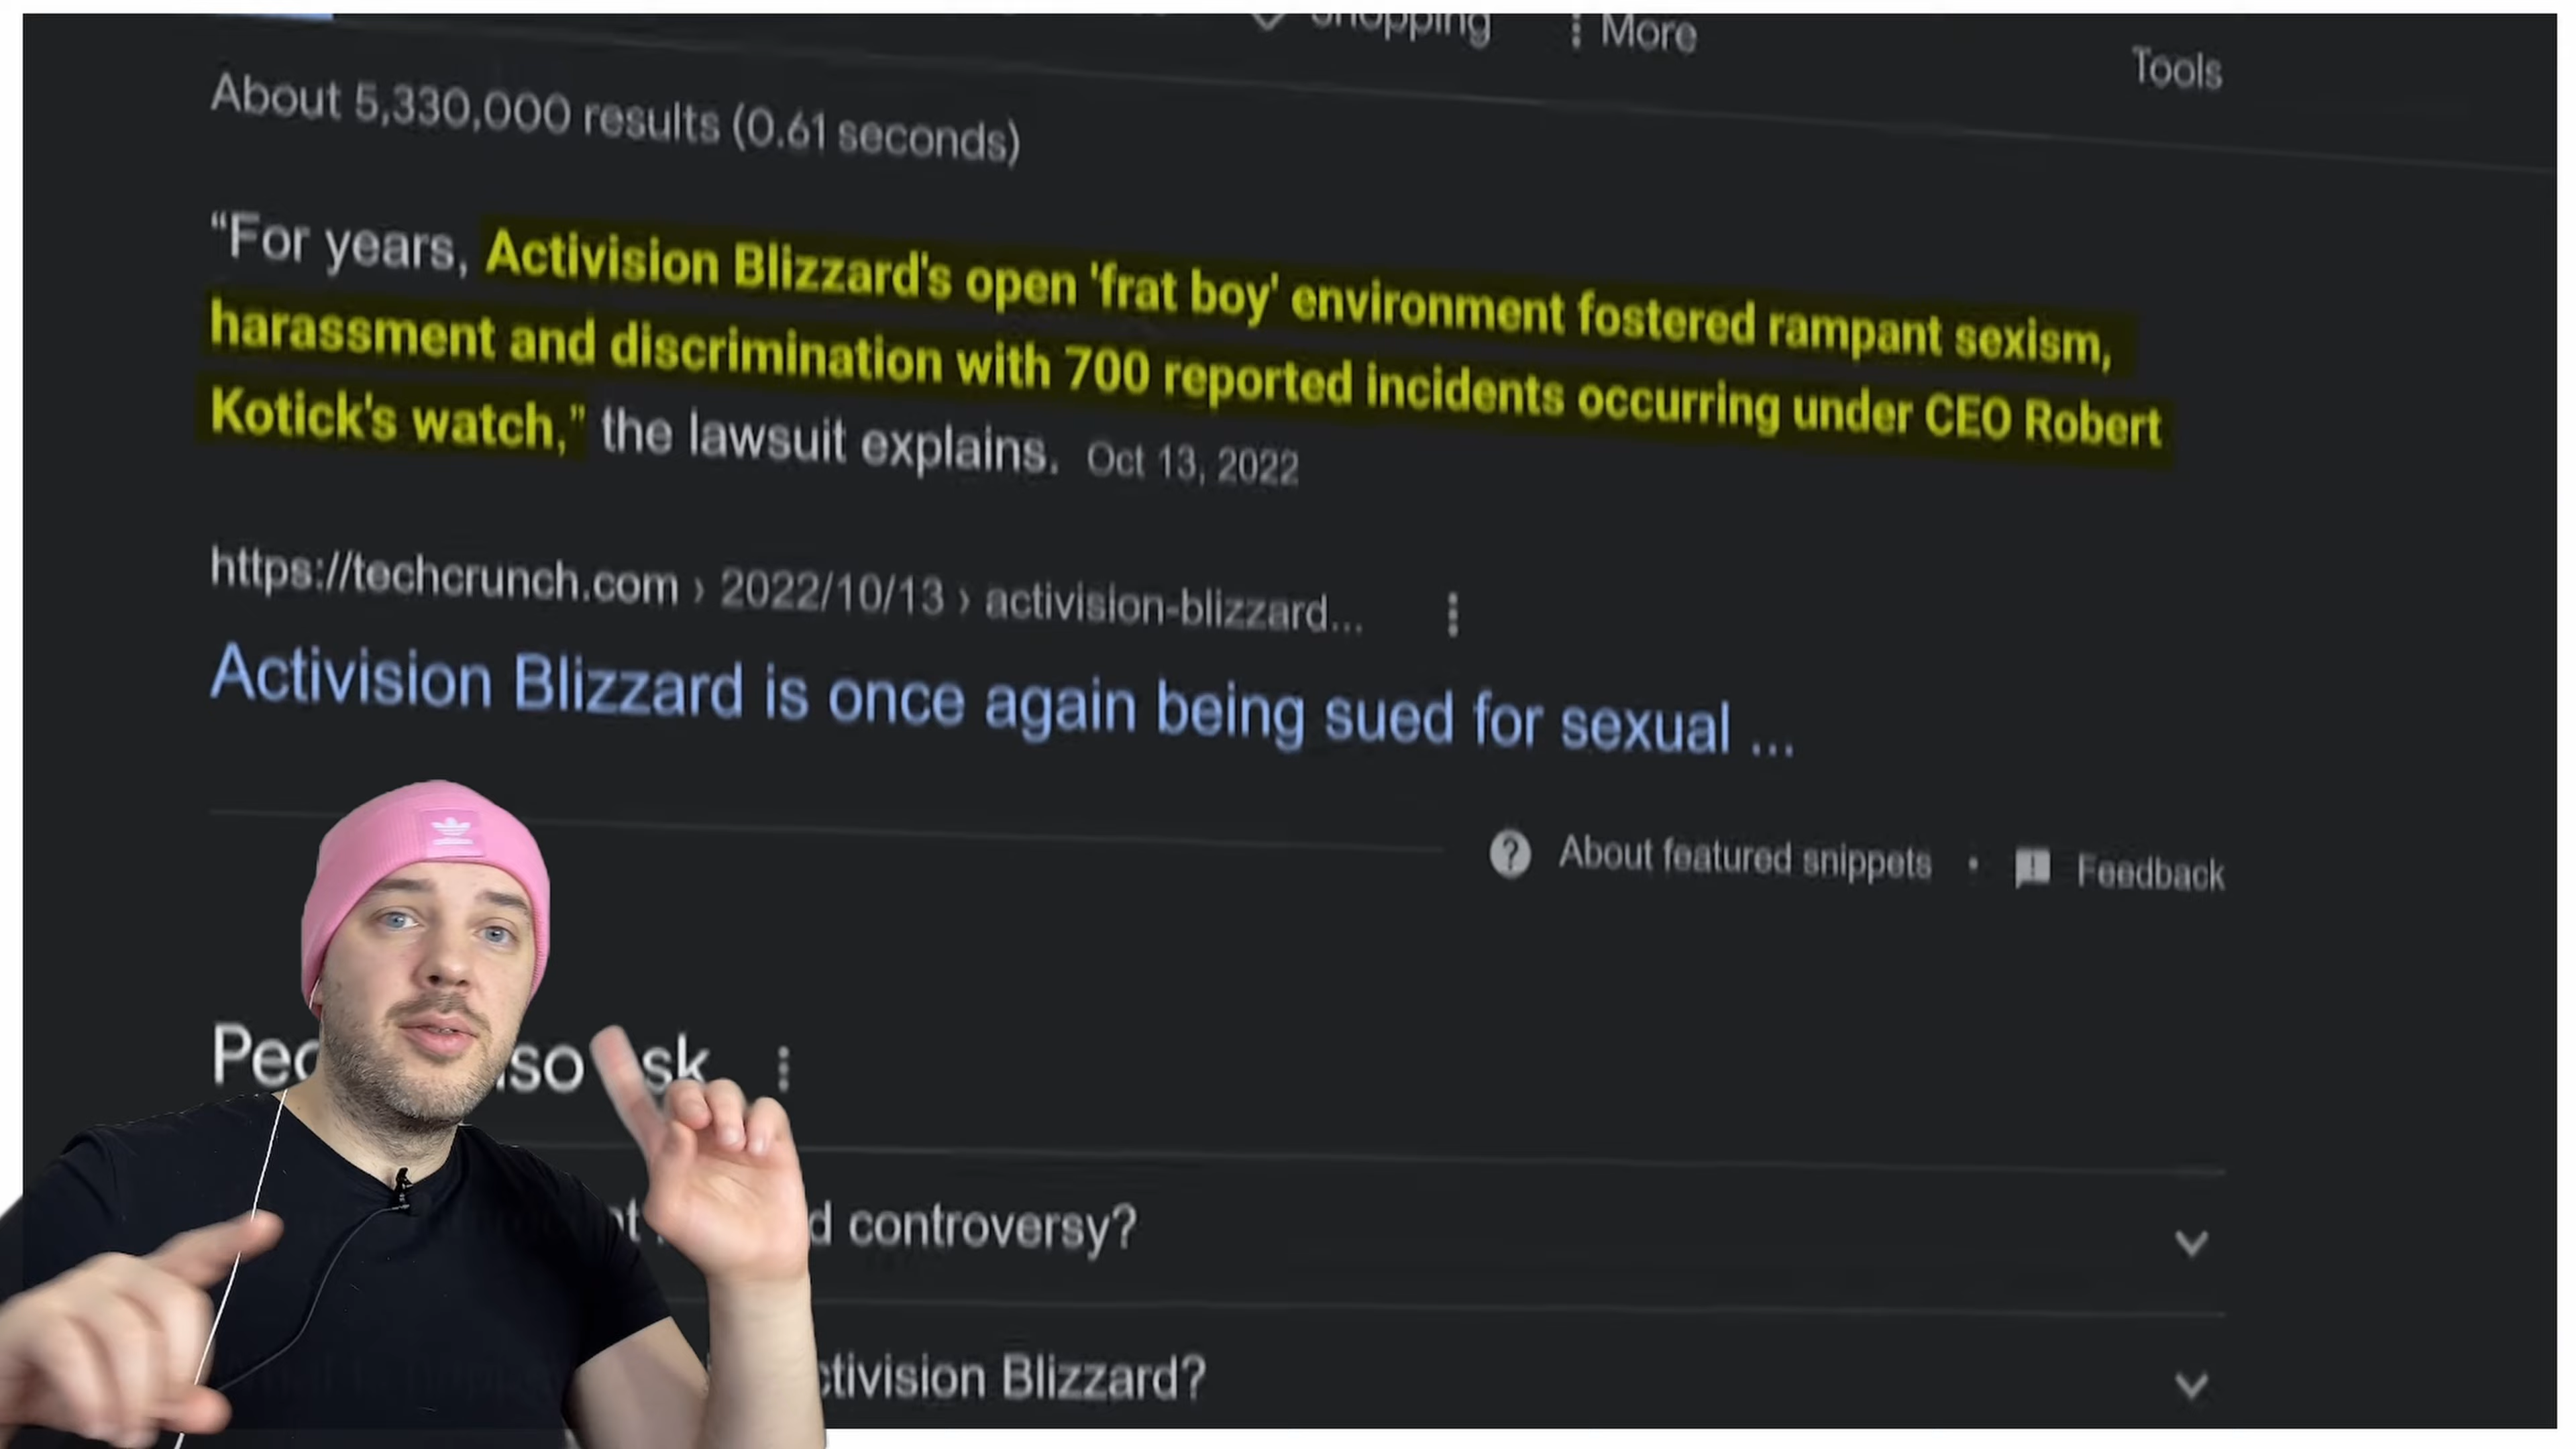 Shopping
More
Tools
About 5,330,000 results (0.61 seconds)
“For years, Activision Blizzard's open 'frat boy' environment fostered rampant sexism,
harassment and discrimination with 700 reported incidents occurring under CEO Robert
Kotick's watch,” the lawsuit explains. Oct 13, 2022
https://techcrunch.com › 2022/10/13 › activision-blizzard...
Activision Blizzard is once again being sued for sexual ...
About featured snippets • Feedback
controversy?
Blizzard?